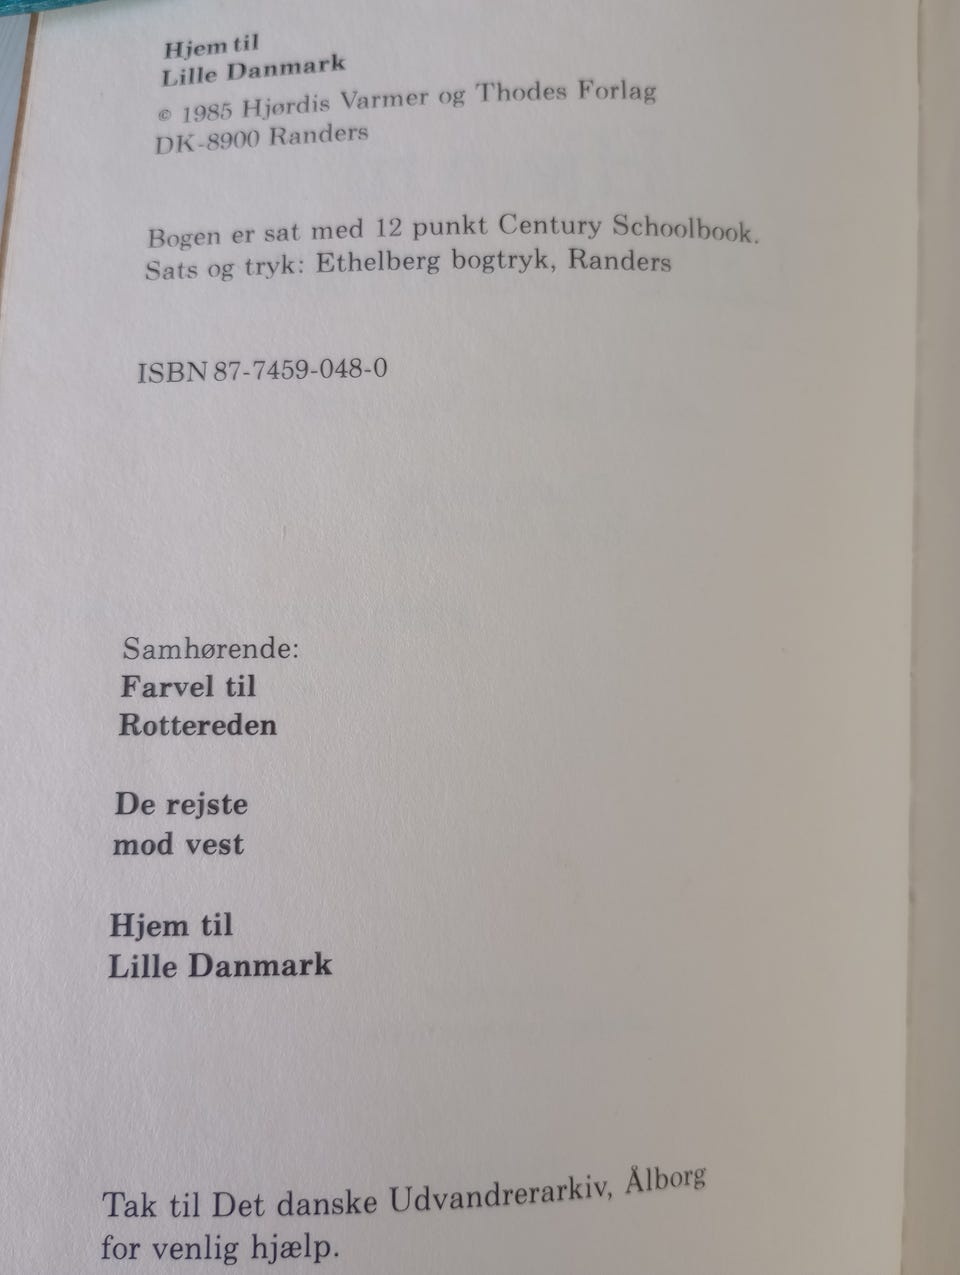 Hjem til
Lille Danmark
© 1985 Hjørdis Varmer og Thodes Forlag
DK-8900 Randers
Bogen er sat med 12 punkt Century Schoolbook.
Sats og tryk: Ethelberg bogtryk, Randers
ISBN 87-7459-048-0
Samhørende:
Farvel til
Rottereden
De rejste
mod vest
Hjem til
Lille Danmark
Tak til Det danske Udvandrerarkiv, Ålborg
for venlig hjælp.